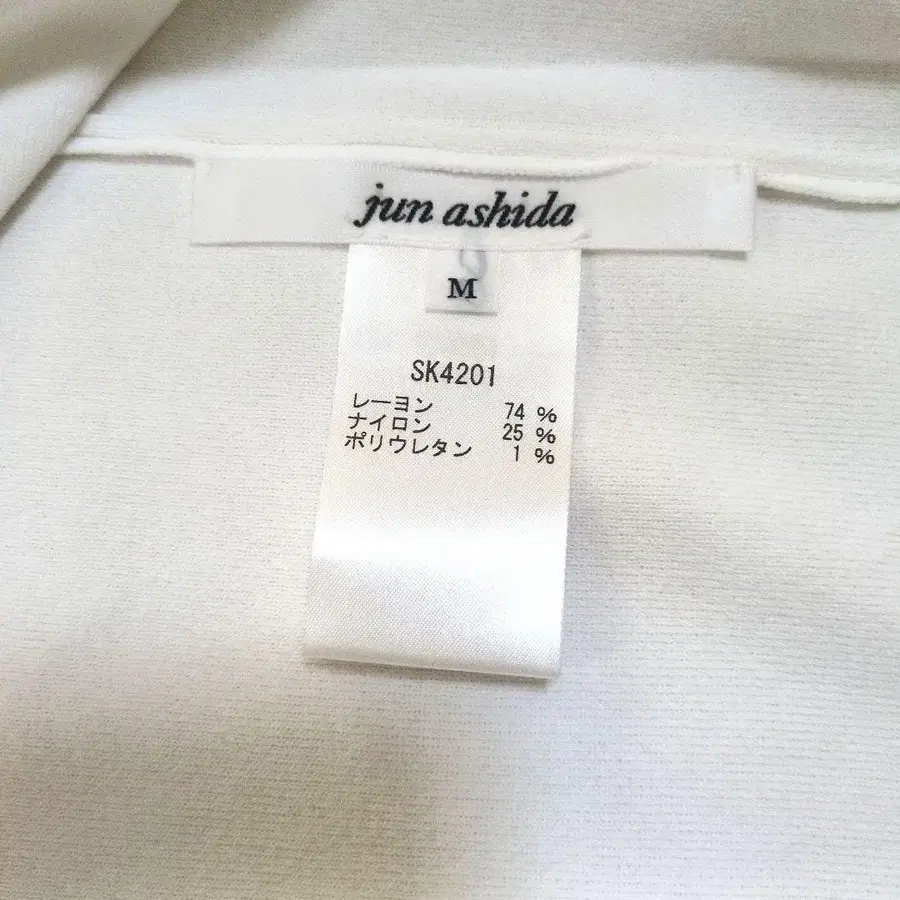 jun ashida
M
SK4201
レーヨン 74 %
ナイロン 25 %
ポリウレタン 1 %